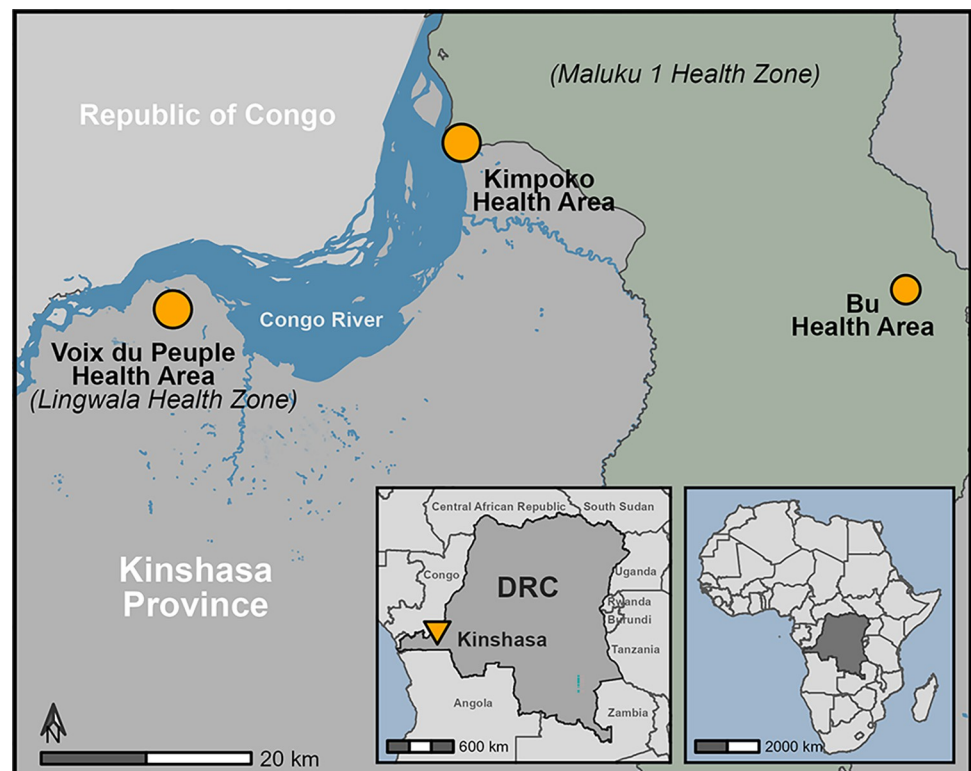 (Maluku 1 Health Zone)
Republic of Congo
Kimpoko
Health Area
Bu
Health Area
Congo River
Voix du Peuple
Health Area
(Lingwala Health Zone)
Kinshasa
Province
N
20 km
Central African Republic
South Sudan
Congo
DRC
Uganda
Rwanda
Burundi
Kinshasa
Tanzania
Angola
Zambia
600 km
2000 km